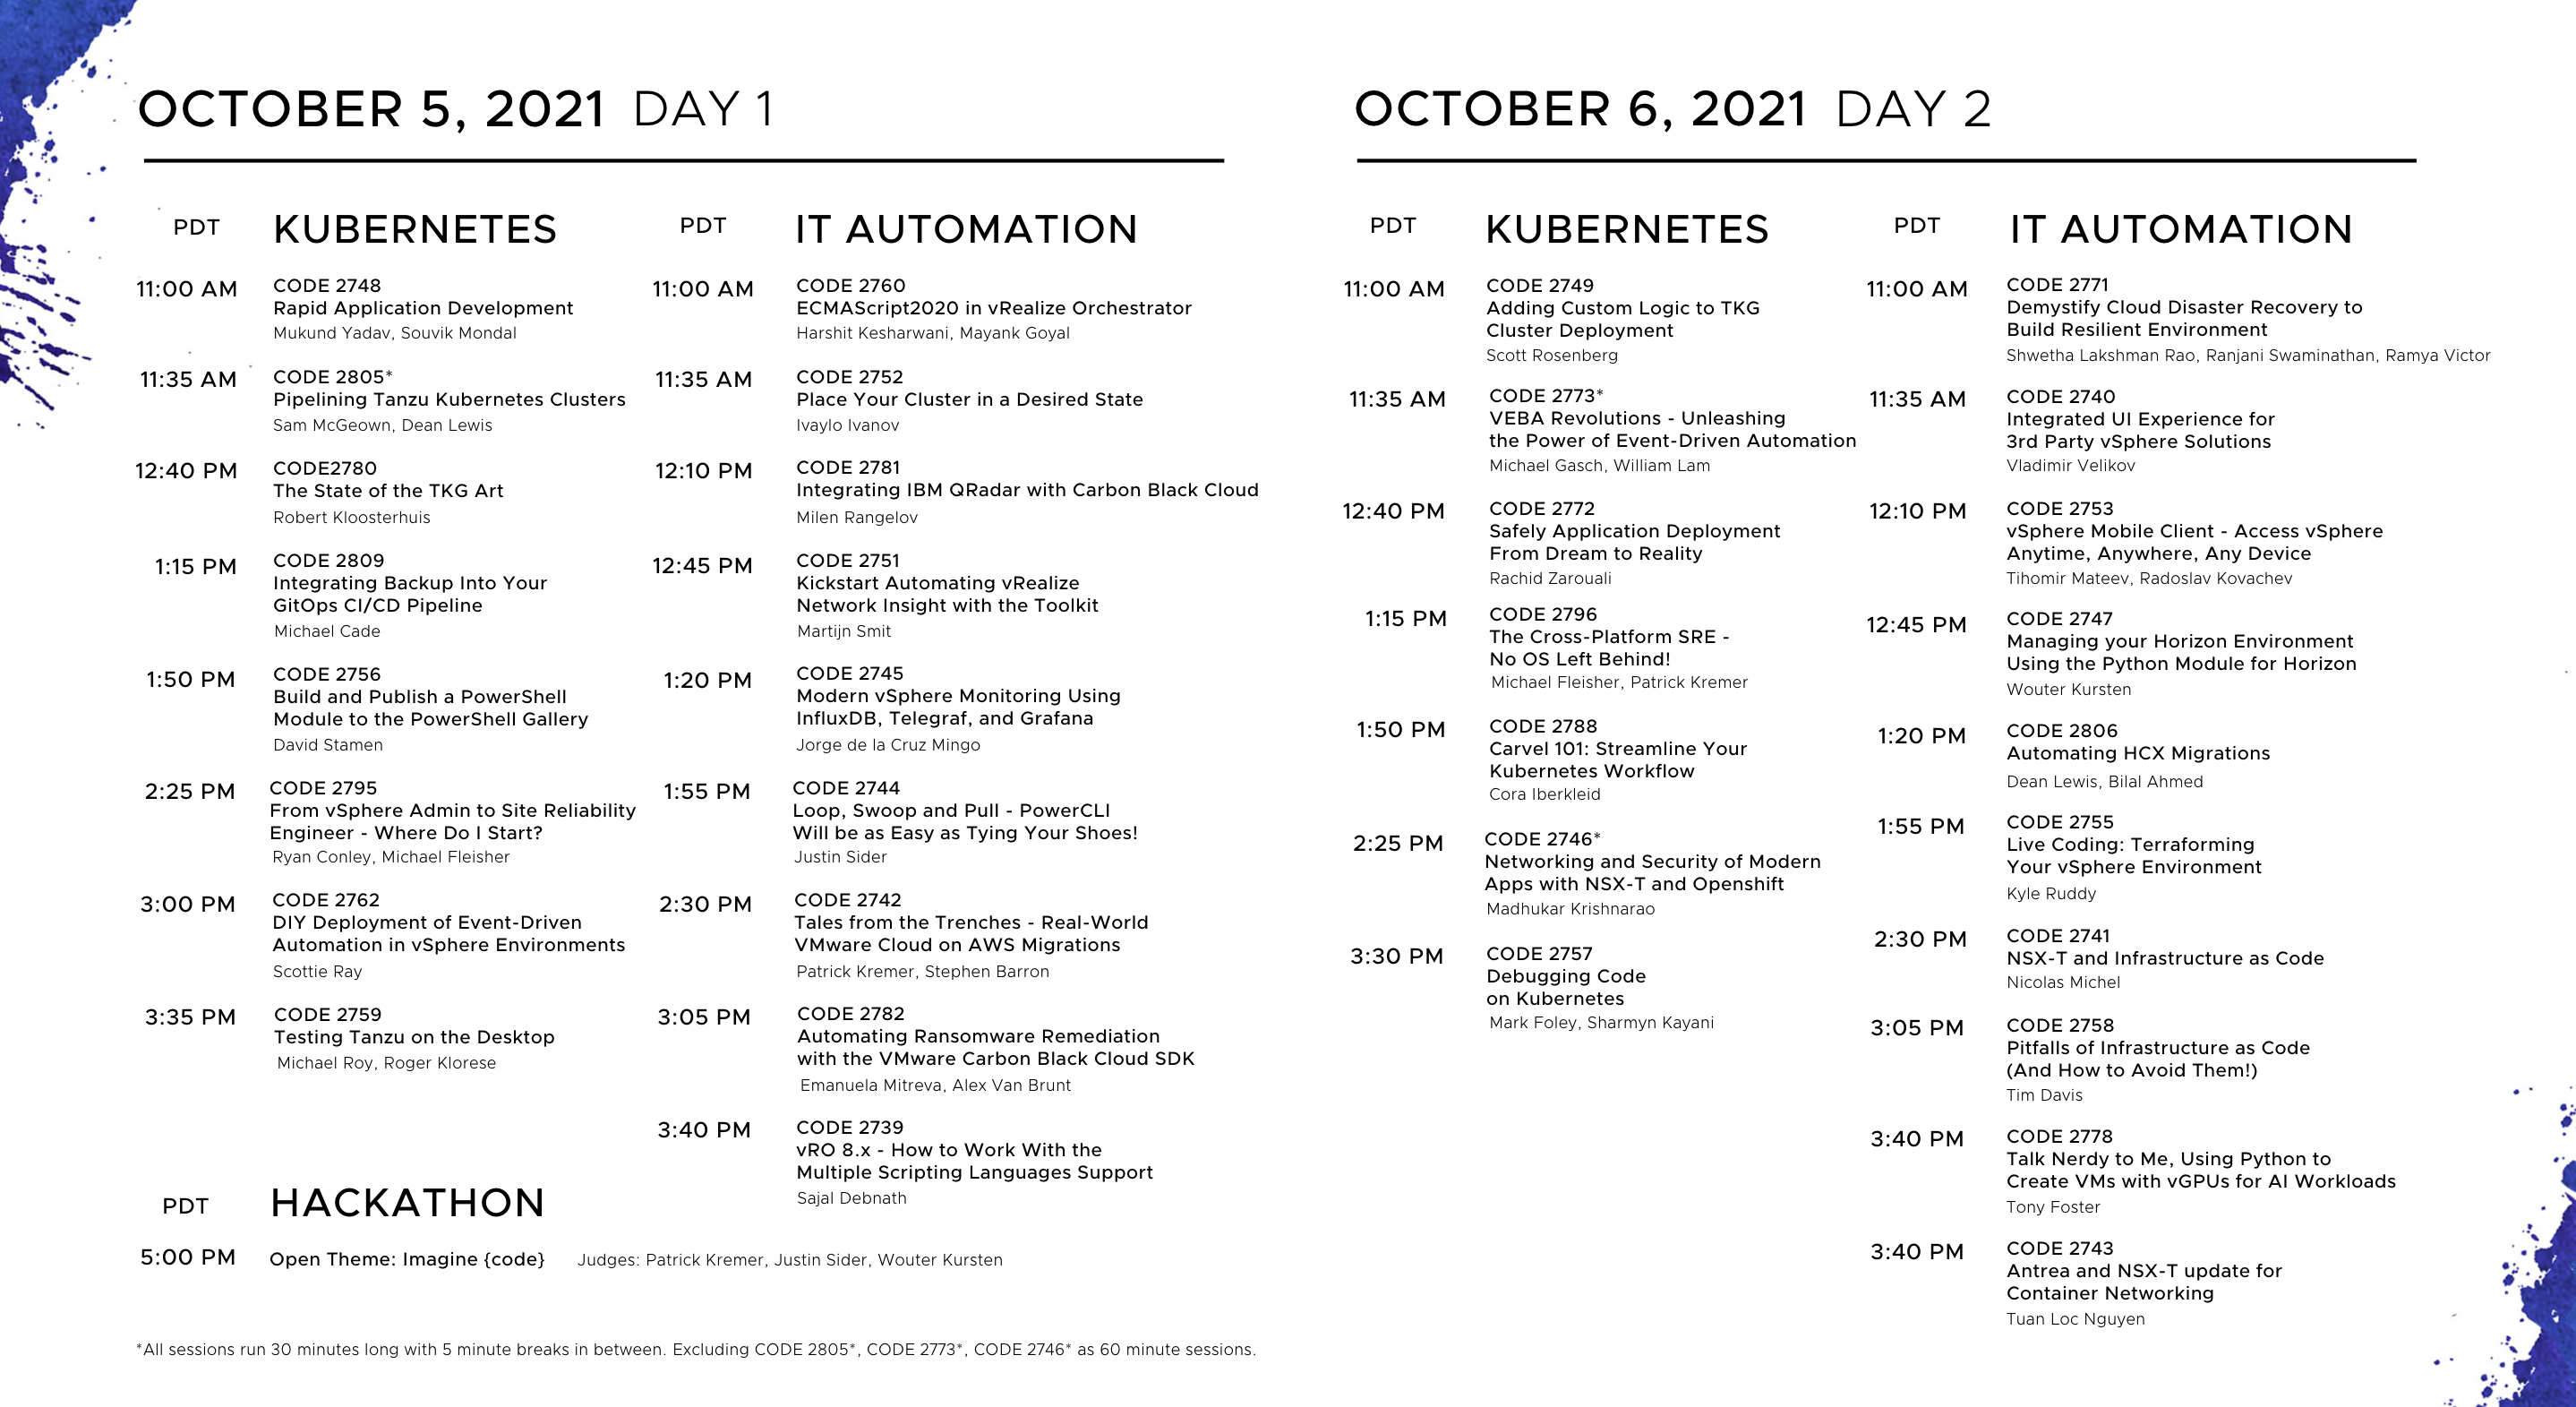 OCTOBER 5, 2021 DAY 1
PDT KUBERNETES
11:00 AM CODE 2748
Rapid Application Development
Mukund Yadav, Souvik Mondal
11:35 AM CODE 2805*
Pipelining Tanzu Kubernetes Clusters
Sam McGeown, Dean Lewis
12:40 PM CODE2780
The State of the TKG Art
Robert Kloosterhuis
1:15 PM CODE 2809
Integrating Backup Into Your
GitOps CI/CD Pipeline
Michael Cade
1:50 PM CODE 2756
Build and Publish a PowerShell
Module to the PowerShell Gallery
David Stamen
2:25 PM CODE 2795
From vSphere Admin to Site Reliability
Engineer - Where Do I Start?
Ryan Conley, Michael Fleisher
3:00 PM CODE 2762
DIY Deployment of Event-Driven
Automation in vSphere Environments
Scottie Ray
3:35 PM CODE 2759
Testing Tanzu on the Desktop
Michael Roy, Roger Klorese
PDT IT AUTOMATION
11:00 AM CODE 2760
ECMAScript2020 in vRealize Orchestrator
Harshit Kesharwani, Mayank Goyal
11:35 AM CODE 2752
Place Your Cluster in a Desired State
Ivaylo Ivanov
12:10 PM CODE 2781
Integrating IBM QRadar with Carbon Black Cloud
Milen Rangelov
12:45 PM CODE 2751
Kickstart Automating vRealize
Network Insight with the Toolkit
Martijn Smit
1:20 PM CODE 2745
Modern vSphere Monitoring Using
InfluxDB, Telegraf, and Grafana
Jorge de la Cruz Mingo
1:55 PM CODE 2744
Loop, Swoop and Pull - PowerCLI
Will be as Easy as Tying Your Shoes!
Justin Sider
2:30 PM CODE 2742
Tales from the Trenches - Real-World
VMware Cloud on AWS Migrations
Patrick Kremer, Stephen Barron
3:05 PM CODE 2782
Automating Ransomware Remediation
with the VMware Carbon Black Cloud SDK
Emanuela Mitreva, Alex Van Brunt
3:40 PM CODE 2739
vRO 8.x - How to Work With the
Multiple Scripting Languages Support
Sajal Debnath
PDT HACKATHON
5:00 PM Open Theme: Imagine {code} Judges: Patrick Kremer, Justin Sider, Wouter Kursten
*All sessions run 30 minutes long with 5 minute breaks in between. Excluding CODE 2805*, CODE 2773*, CODE 2746* as 60 minute sessions.
OCTOBER 6, 2021 DAY 2
PDT KUBERNETES
11:00 AM CODE 2749
Adding Custom Logic to TKG
Cluster Deployment
Scott Rosenberg
11:35 AM CODE 2773*
VEBA Revolutions - Unleashing
the Power of Event-Driven Automation
Michael Gasch, William Lam
12:40 PM CODE 2772
Safely Application Deployment
From Dream to Reality
Rachid Zarouali
1:15 PM CODE 2796
The Cross-Platform SRE -
No OS Left Behind!
Michael Fleisher, Patrick Kremer
1:50 PM CODE 2788
Carvel 101: Streamline Your
Kubernetes Workflow
Cora Iberkleid
2:25 PM CODE 2746*
Networking and Security of Modern
Apps with NSX-T and Openshift
Madhukar Krishnarao
3:30 PM CODE 2757
Debugging Code
on Kubernetes
Mark Foley, Sharmyn Kayani
PDT IT AUTOMATION
11:00 AM CODE 2771
Demystify Cloud Disaster Recovery to
Build Resilient Environment
Shwetha Lakshman Rao, Ranjani Swaminathan, Ramya Victor
11:35 AM CODE 2740
Integrated UI Experience for
3rd Party vSphere Solutions
Vladimir Velikov
12:10 PM CODE 2753
vSphere Mobile Client - Access vSphere
Anytime, Anywhere, Any Device
Tihomir Mateev, Radoslav Kovachev
12:45 PM CODE 2747
Managing your Horizon Environment
Using the Python Module for Horizon
Wouter Kursten
1:20 PM CODE 2806
Automating HCX Migrations
Dean Lewis, Bilal Ahmed
1:55 PM CODE 2755
Live Coding: Terraforming
Your vSphere Environment
Kyle Ruddy
2:30 PM CODE 2741
NSX-T and Infrastructure as Code
Nicolas Michel
3:05 PM CODE 2758
Pitfalls of Infrastructure as Code
(And How to Avoid Them!)
Tim Davis
3:40 PM CODE 2778
Talk Nerdy to Me, Using Python to
Create VMs with vGPUs for AI Workloads
Tony Foster
3:40 PM CODE 2743
Antrea and NSX-T update for
Container Networking
Tuan Loc Nguyen